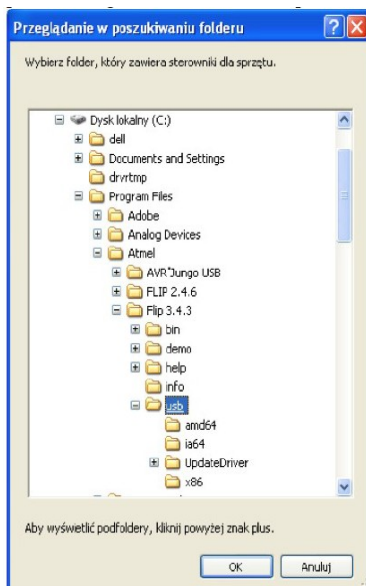 Przeglądanie w poszukiwaniu folderu
Wybierz folder, który zawiera sterowniki dla sprzętu.
Dysk lokalny (C:)
dell
Documents and Settings
drvrtmp
Program Files
Adobe
Analog Devices
Atmel
AVR Jungo USB
FLIP 2.4.6
Flip 3.4.3
bin
demo
help
info
usb
amd64
ia64
UpdateDriver
x86
Aby wyświetlić podfoldery, kliknij powyżej znak plus.
OK Anuluj